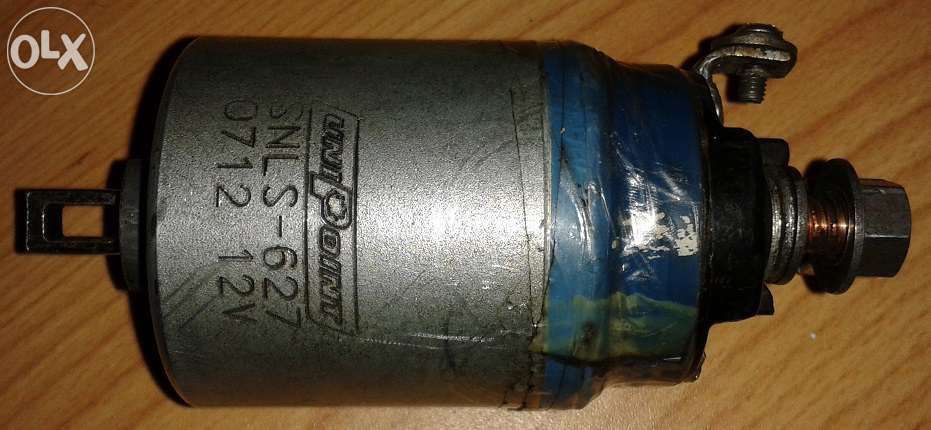 OLX
UNIPOINT
SNLS-627
0712 12V